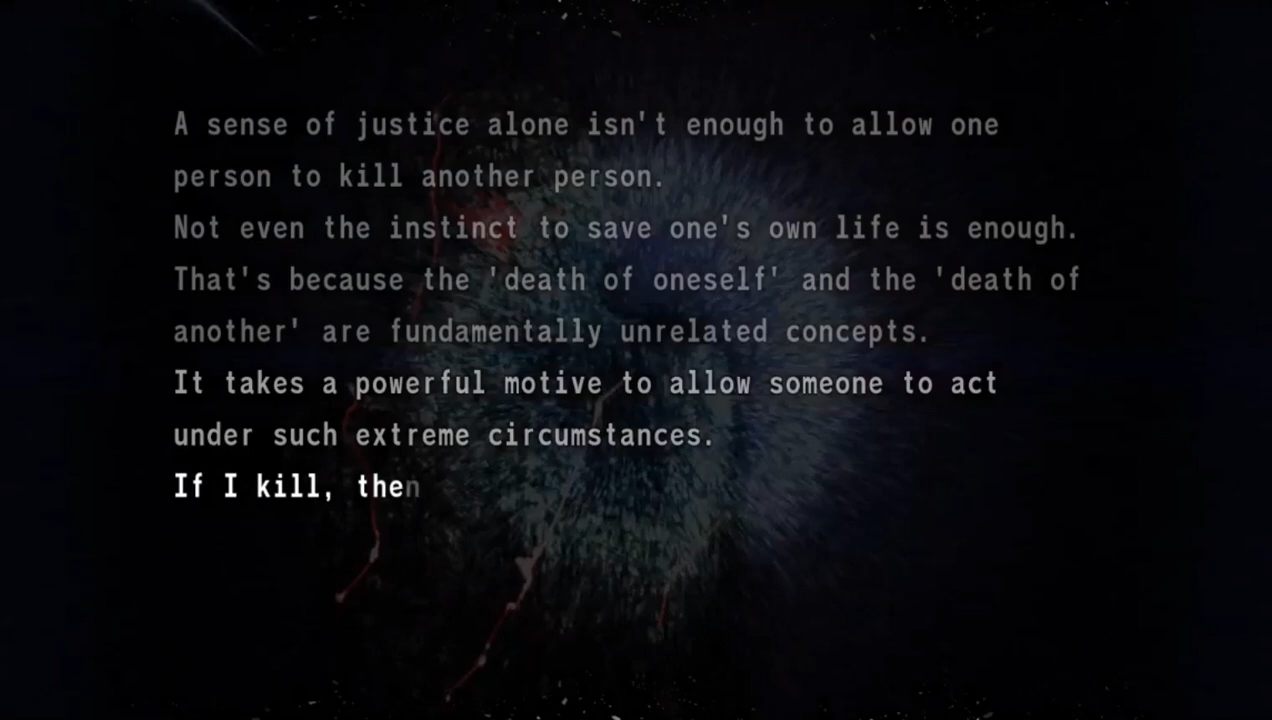 A sense of justice alone isn't enough to allow one
person to kill another person.
Not even the instinct to save one's own life is enough.
That's because the 'death of oneself' and the 'death of
another' are fundamentally unrelated concepts.
It takes a powerful motive to allow someone to act
under such extreme circumstances.
If I kill, then